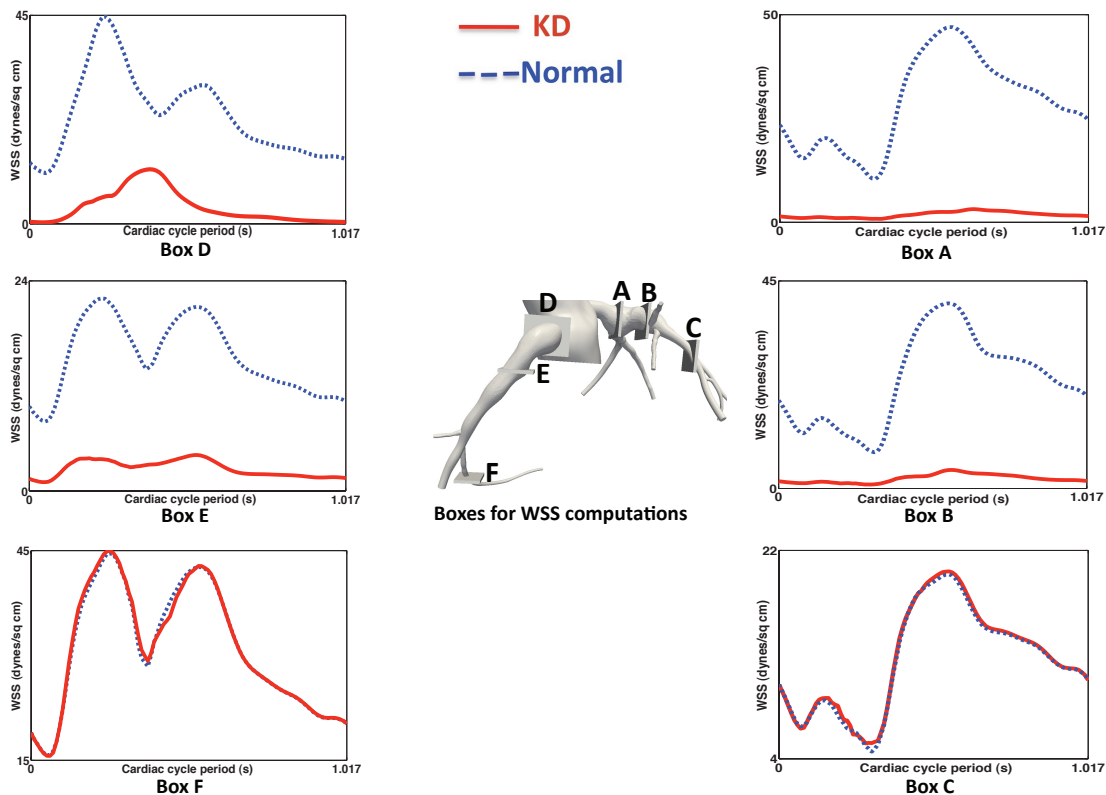 KD
Normal
45
WSS (dynes/sq cm)
0
0
Cardiac cycle period (s)
1.017
Box D
50
WSS (dynes/sq cm)
0
0
Cardiac cycle period (s)
1.017
Box A
24
WSS (dynes/sq cm)
0
0
Cardiac cycle period (s)
1.017
Box E
D
A
B
C
E
F
Boxes for WSS computations
45
WSS (dynes/sq cm)
0
0
Cardiac cycle period (s)
1.017
Box B
45
WSS (dynes/sq cm)
15
0
Cardiac cycle period (s)
1.017
Box F
22
WSS (dynes/sq cm)
4
0
Cardiac cycle period (s)
1.017
Box C